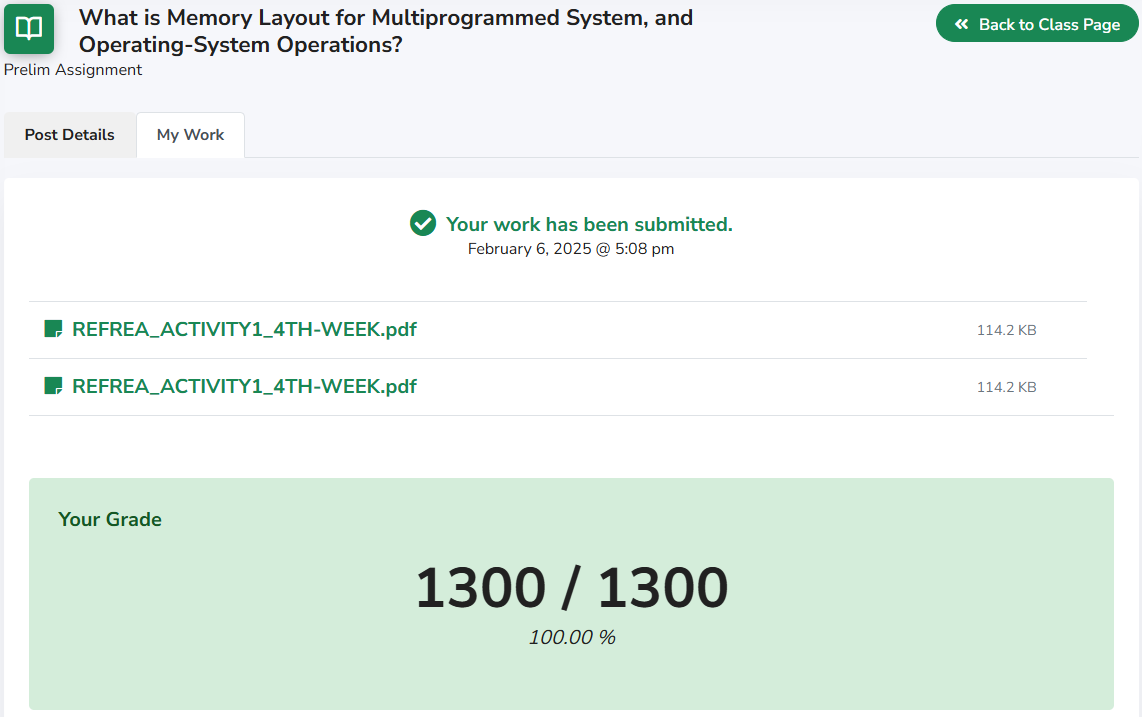 What is Memory Layout for Multiprogrammed System, and
Operating-System Operations?
Back to Class Page
Prelim Assignment
Post Details
My Work
Your work has been submitted.
February 6, 2025 @ 5:08 pm
REFREA_ACTIVITY1_4TH-WEEK.pdf 114.2 KB
REFREA_ACTIVITY1_4TH-WEEK.pdf 114.2 KB
Your Grade
1300 / 1300
100.00 %